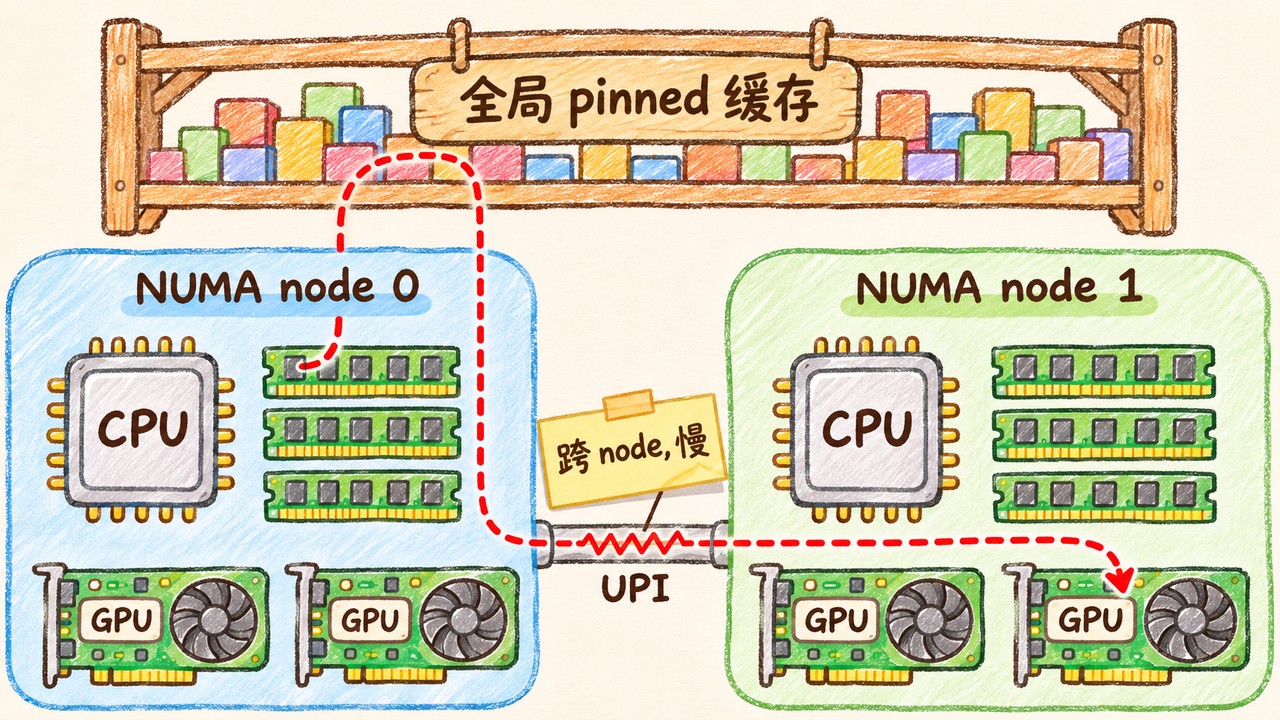 全局 pinned 缓存
NUMA node 0
NUMA node 1
CPU
CPU
跨 node, 慢
UPI
GPU
GPU
GPU
GPU